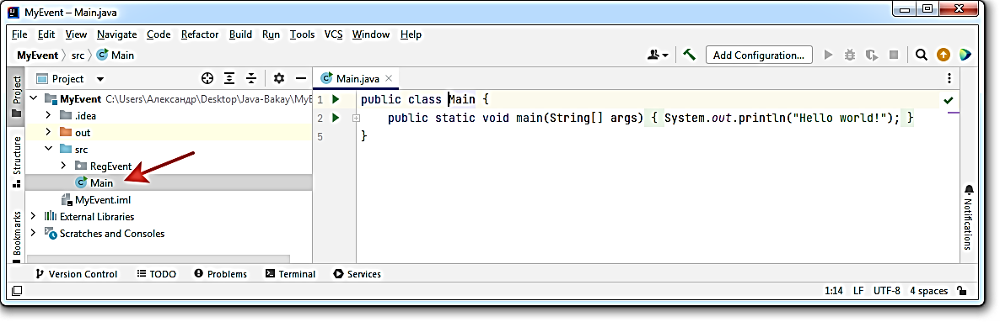 MyEvent – Main.java
File Edit View Navigate Code Refactor Build Run Tools VCS Window Help
MyEvent src Main
Add Configuration...
Project
Structure
Bookmarks
Project
MyEvent C:\Users\Александр\Desktop\Java-Bakay\MyE
.idea
out
src
RegEvent
Main
MyEvent.iml
External Libraries
Scratches and Consoles
Main.java
1 public class Main {
2 public static void main(String[] args) { System.out.println("Hello world!"); }
5 }
Notifications
Version Control TODO Problems Terminal Services
1:14 LF UTF-8 4 spaces